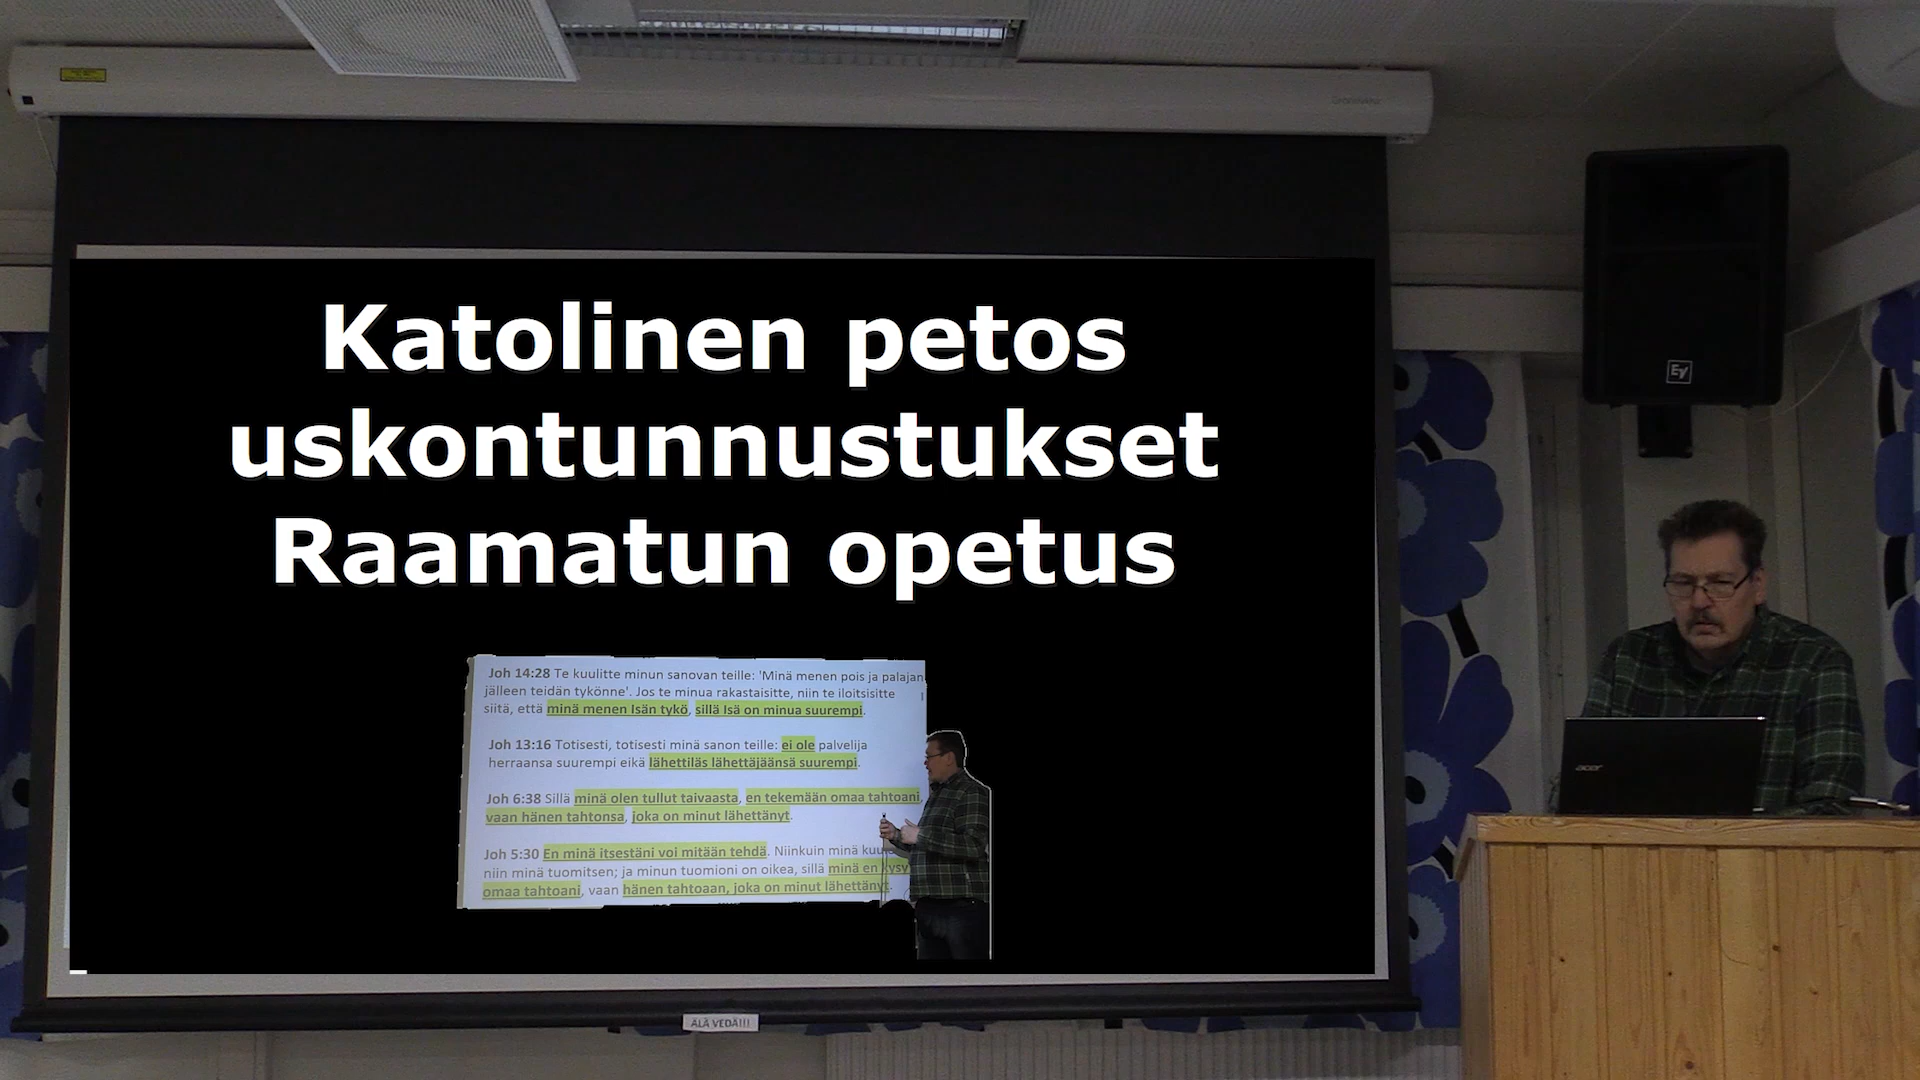 Katolinen petos
uskontunnustukset
Raamatun opetus
Joh 14:28 Te kuulitte minun sanovan teille: 'Minä menen pois ja palajan
jälleen teidän tykönne'. Jos te minua rakastaisitte, niin te iloitsisitte
siitä, että minä menen Isän tykö, sillä Isä on minua suurempi.
Joh 13:16 Totisesti, totisesti minä sanon teille: ei ole palvelija
herraansa suurempi eikä lähettiläs lähettäjäänsä suurempi.
Joh 6:38 Sillä minä olen tullut taivaasta, en tekemään omaa tahtoani,
vaan hänen tahtonsa, joka on minut lähettänyt.
Joh 5:30 En minä itsestäni voi mitään tehdä. Niinkuin minä
niin minä tuomitsen; ja minun tuomioni on oikea, sillä minä en kysy
omaa tahtoani, vaan hänen tahtoaan, joka on minut lähettänyt.
EV
acer
ÄLÄ VEDÄ!!!